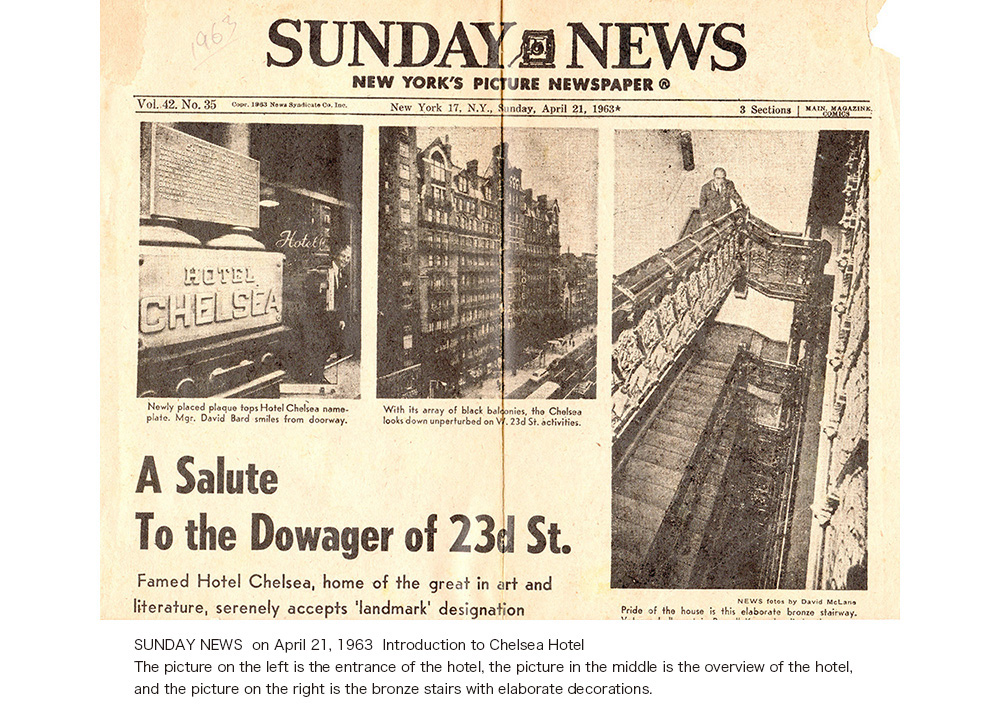 1963
SUNDAY NEWS
NEW YORK'S PICTURE NEWSPAPER ®
Vol. 42. No. 35 Copr. 1963 News Syndicate Co. Inc. New York 17, N.Y., Sunday, April 21, 1963★ 3 Sections | MAIN, MAGAZINE, COMICS
Hotel
HOTEL
CHELSEA
Newly placed plaque tops Hotel Chelsea name-
plate. Mgr. David Bard smiles from doorway.
With its array of black balconies, the Chelsea
looks down unperturbed on W. 23d St. activities.
A Salute
To the Dowager of 23d St.
Famed Hotel Chelsea, home of the great in art and
literature, serenely accepts 'landmark' designation
NEWS fotos by David McLane
Pride of the house is this elaborate bronze stairway.
SUNDAY NEWS on April 21, 1963 Introduction to Chelsea Hotel
The picture on the left is the entrance of the hotel, the picture in the middle is the overview of the hotel,
and the picture on the right is the bronze stairs with elaborate decorations.